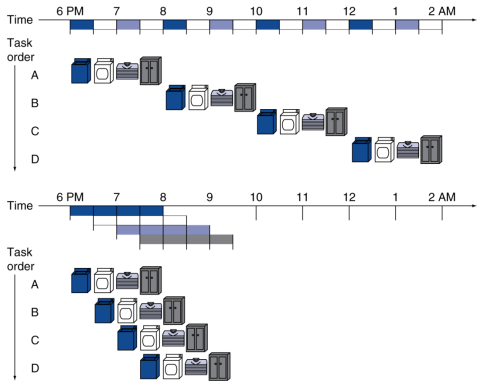 6 PM 7 8 9 10 11 12 1 2 AM
Time
Task
order
A
B
C
D
6 PM 7 8 9 10 11 12 1 2 AM
Time
Task
order
A
B
C
D